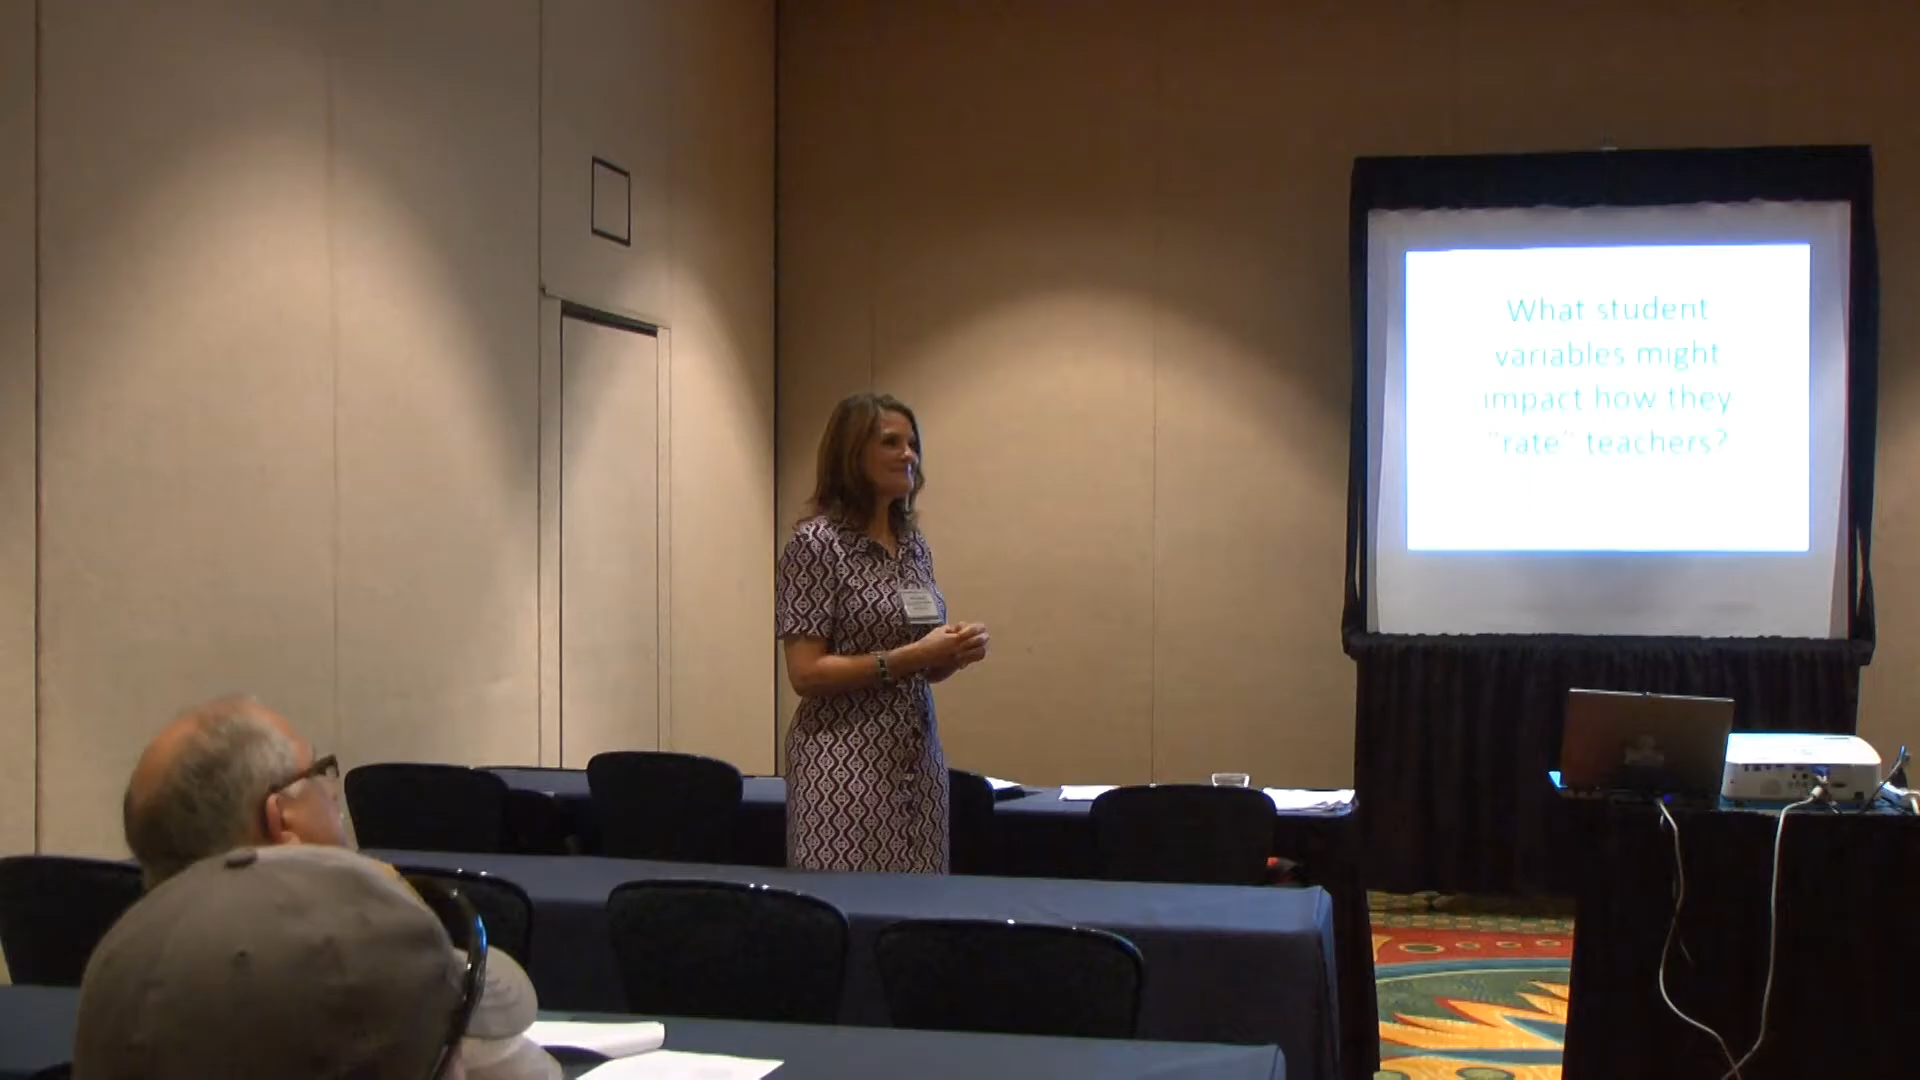 What student
variables might
impact how they
"rate" teachers?